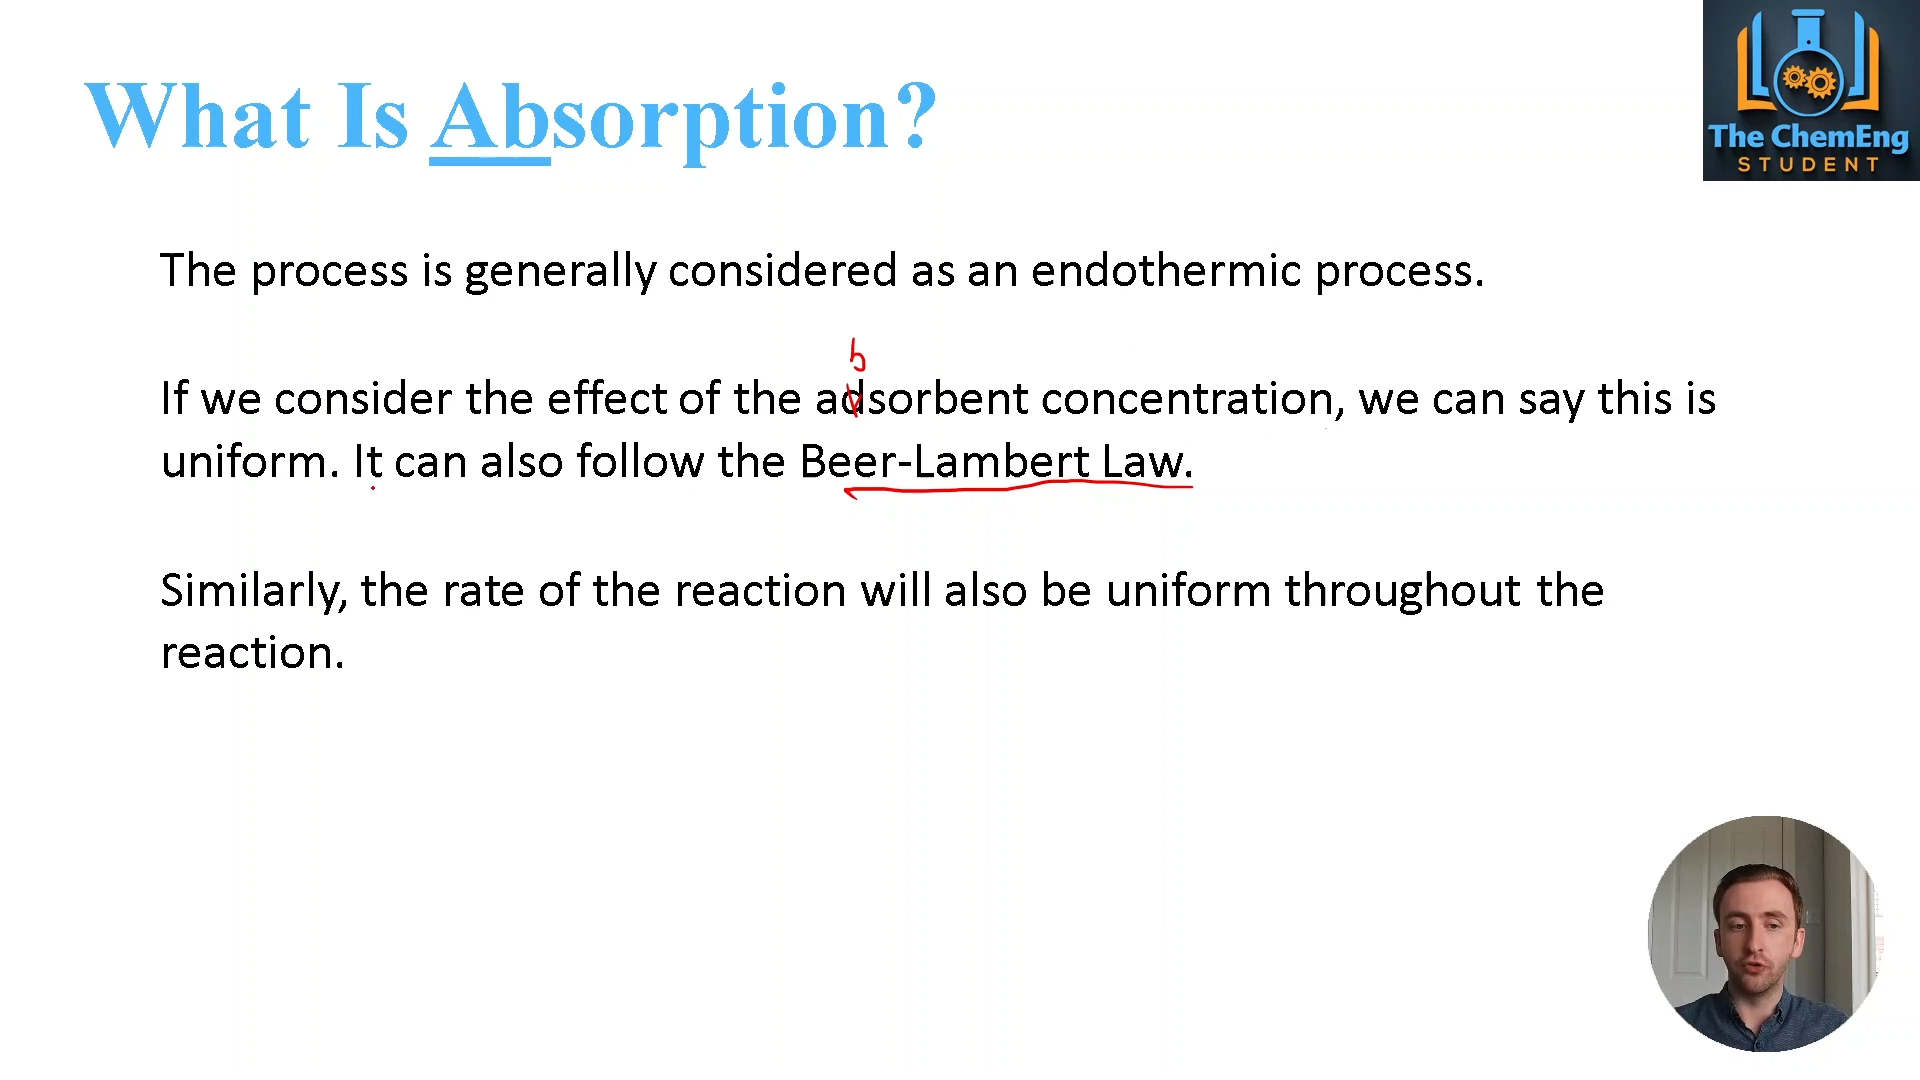 What Is Absorption?
The ChemEng
STUDENT
The process is generally considered as an endothermic process.
b
If we consider the effect of the adsorbent concentration, we can say this is
uniform. It can also follow the Beer-Lambert Law.
Similarly, the rate of the reaction will also be uniform throughout the
reaction.